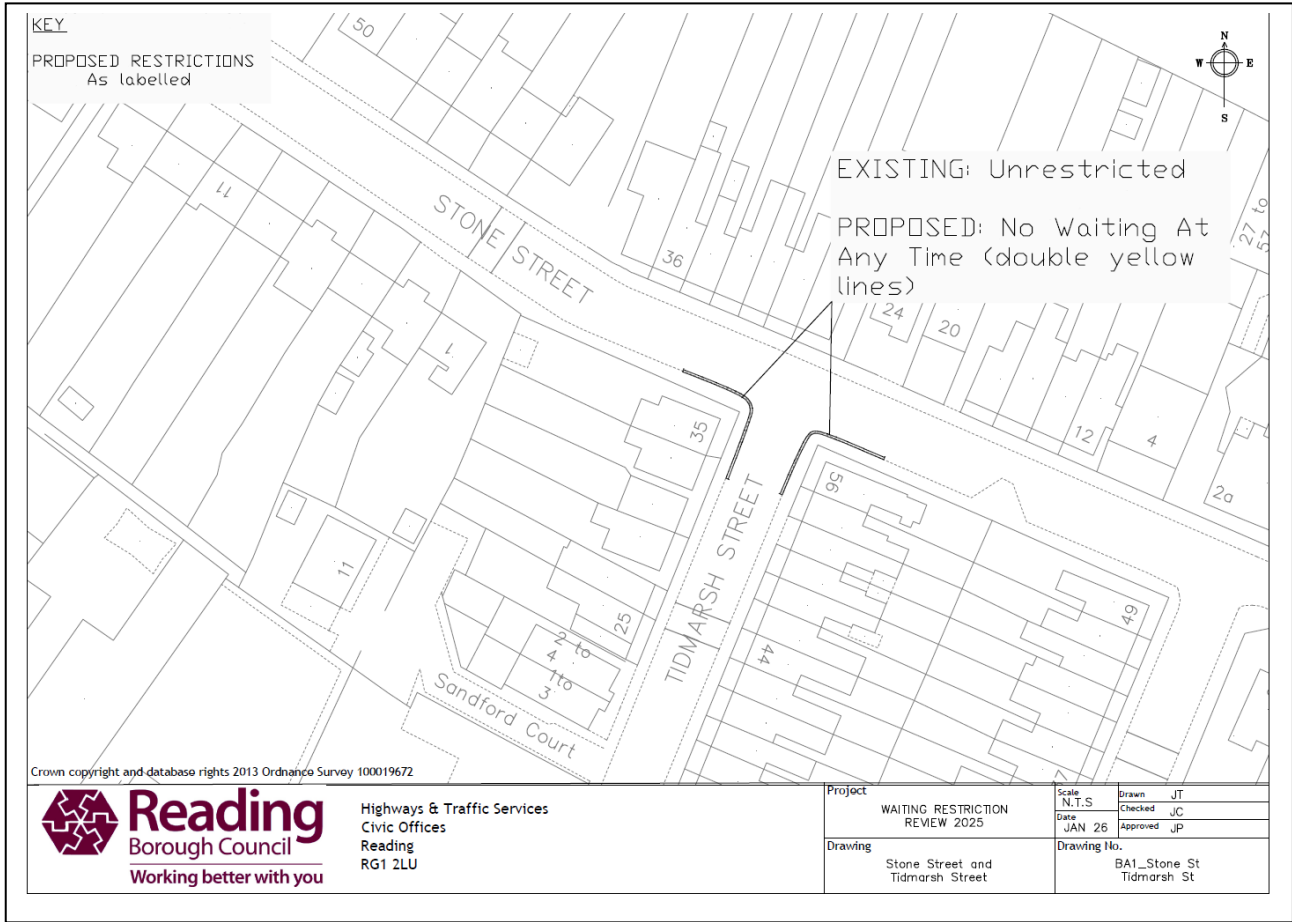 KEY
PROPOSED RESTRICTIONS
As labelled
N
W E
S
50
EXISTING: Unrestricted
PROPOSED: No Waiting At
Any Time (double yellow
lines)
27 to
57
11
STONE STREET
36
24
20
1
35
12
4
2a
56
TIDMARSH STREET
11
25
2 to
4
1 to
3
44
49
Sandford Court
Crown copyright and database rights 2013 Ordnance Survey 100019672
Reading
Borough Council
Working better with you
Highways & Traffic Services
Civic Offices
Reading
RG1 2LU
Project
WAITING RESTRICTION
REVIEW 2025
Drawing
Stone Street and
Tidmarsh Street
Scale
N.T.S
Date
JAN 26
Drawn JT
Checked JC
Approved JP
Drawing No.
BA1_Stone St
Tidmarsh St